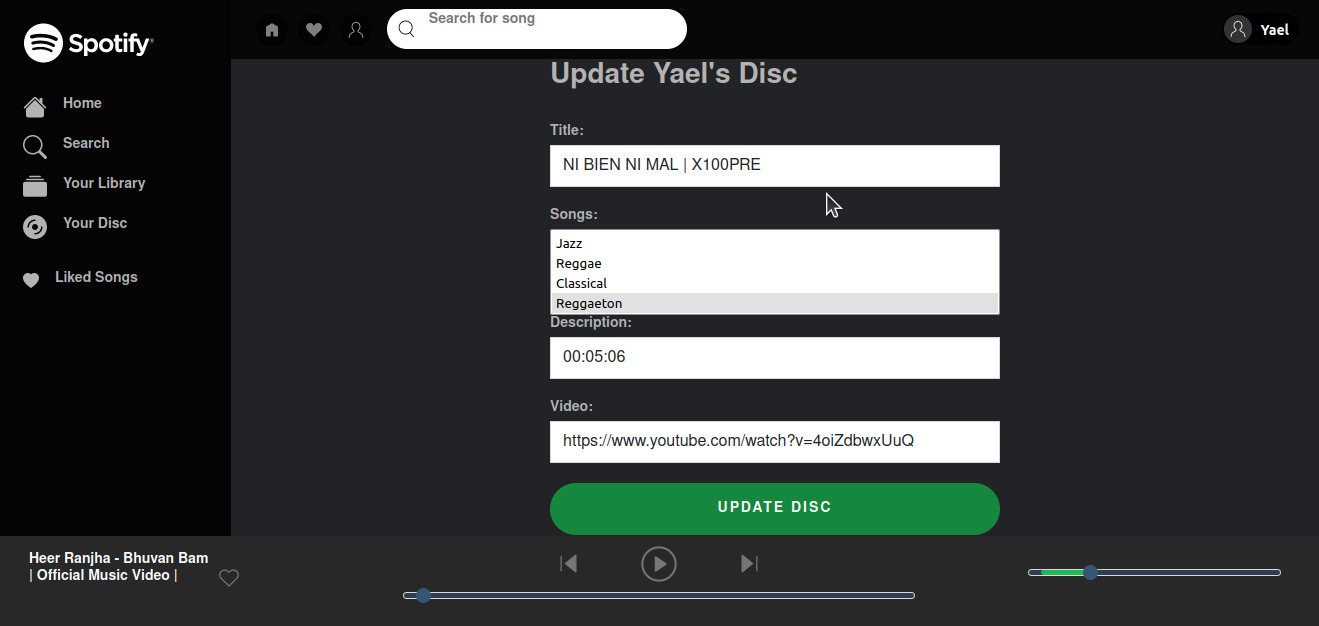 Spotify
Home
Search
Your Library
Your Disc
Liked Songs
Search for song
Yael
Update Yael's Disc
Title:
NI BIEN NI MAL | X100PRE
Songs:
Jazz
Reggae
Classical
Reggaeton
Description:
00:05:06
Video:
https://www.youtube.com/watch?v=4oiZdbwxUuQ
UPDATE DISC
Heer Ranjha - Bhuvan Bam
| Official Music Video |